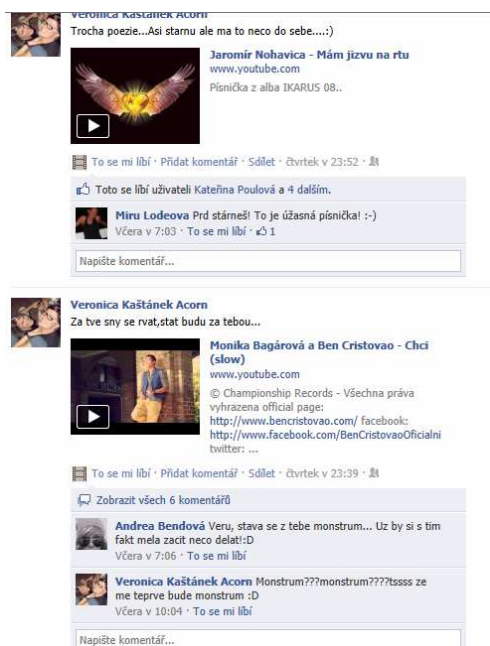 Veronica Kaštánek Acorn
Trocha poezie...Asi starnu ale ma to neco do sebe....:)
Jaromír Nohavica - Mám jizvu na rtu
www.youtube.com
Písnička z alba IKARUS 08..
To se mi líbí · Přidat komentář · Sdílet · čtvrtek v 23:52 ·
Toto se líbí uživateli Kateřina Poulová a 4 dalším.
Miru Lodeova Prd stárneš! To je úžasná písnička! :-)
Včera v 7:03 · To se mi líbí · 1
Napište komentář...
Veronica Kaštánek Acorn
Za tve sny se rvat,stat budu za tebou...
Monika Bagárová a Ben Cristovao - Chci
(slow)
www.youtube.com
© Championship Records - Všechna práva
vyhrazena official page:
http://www.bencristovao.com/ facebook:
http://www.facebook.com/BenCristovaoOficialni
twitter: ...
To se mi líbí · Přidat komentář · Sdílet · čtvrtek v 23:39 ·
Zobrazit všech 6 komentářů
Andrea Bendová Veru, stava se z tebe monstrum... Uz by si s tim
fakt mela zacit neco delat!:D
Včera v 7:06 · To se mi líbí
Veronica Kaštánek Acorn Monstrum???monstrum????tssss ze
me teprve bude monstrum :D
Včera v 10:04 · To se mi líbí
Napište komentář...